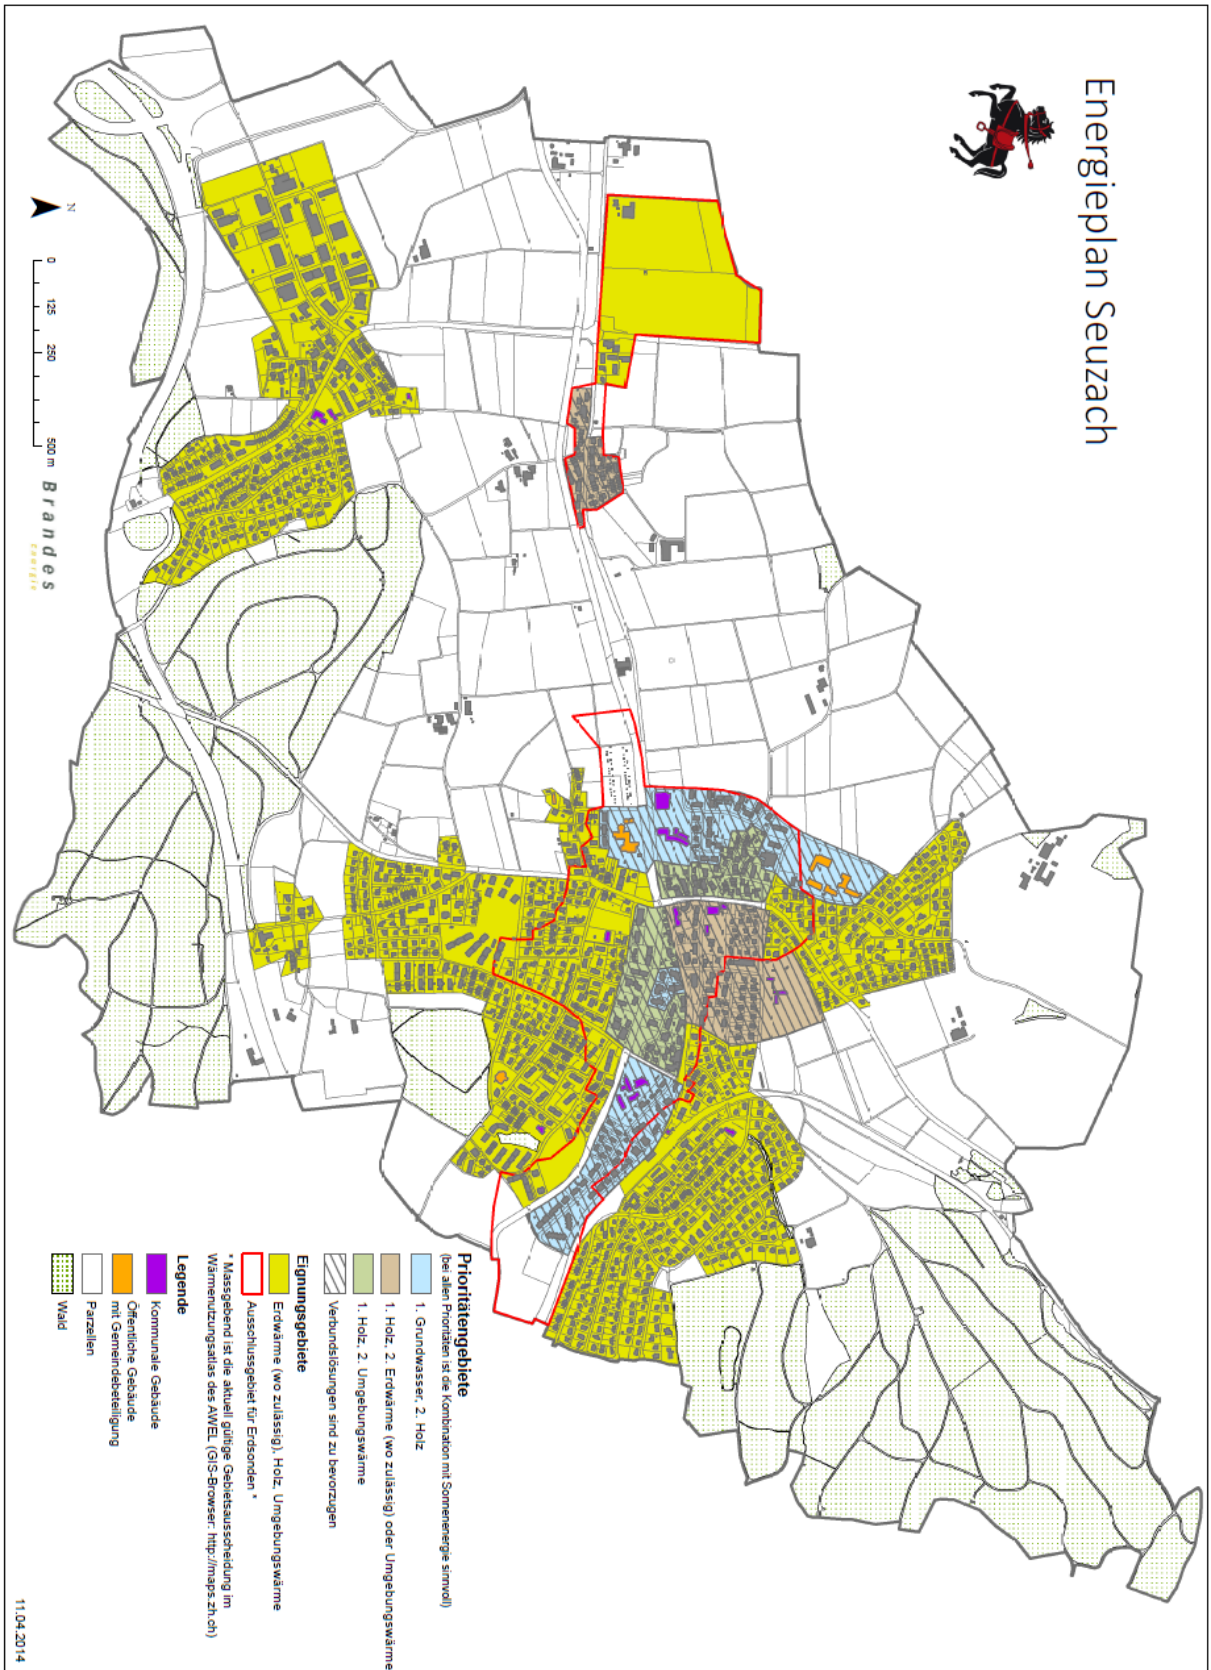 Energieplan Seuzach
N
0 125 250 500 m
Brandes
energie
Prioritätengebiete
(bei allen Prioritäten ist die Kombination mit Sonnenenergie sinnvoll)
1. Grundwasser, 2. Holz
1. Holz, 2. Erdwärme (wo zulässig) oder Umgebungswärme
1. Holz, 2. Umgebungswärme
Verbundslösungen sind zu bevorzugen
Eignungsgebiete
Erdwärme (wo zulässig), Holz, Umgebungswärme
Ausschlussgebiet für Erdsonden *
* Massgebend ist die aktuell gültige Gebietsausscheidung im
Wärmenutzungsatlas des AWEL (GIS-Browser: http://maps.zh.ch)
Legende
Kommunale Gebäude
Öffentliche Gebäude
mit Gemeindebeteiligung
Parzellen
Wald
11.04.2014